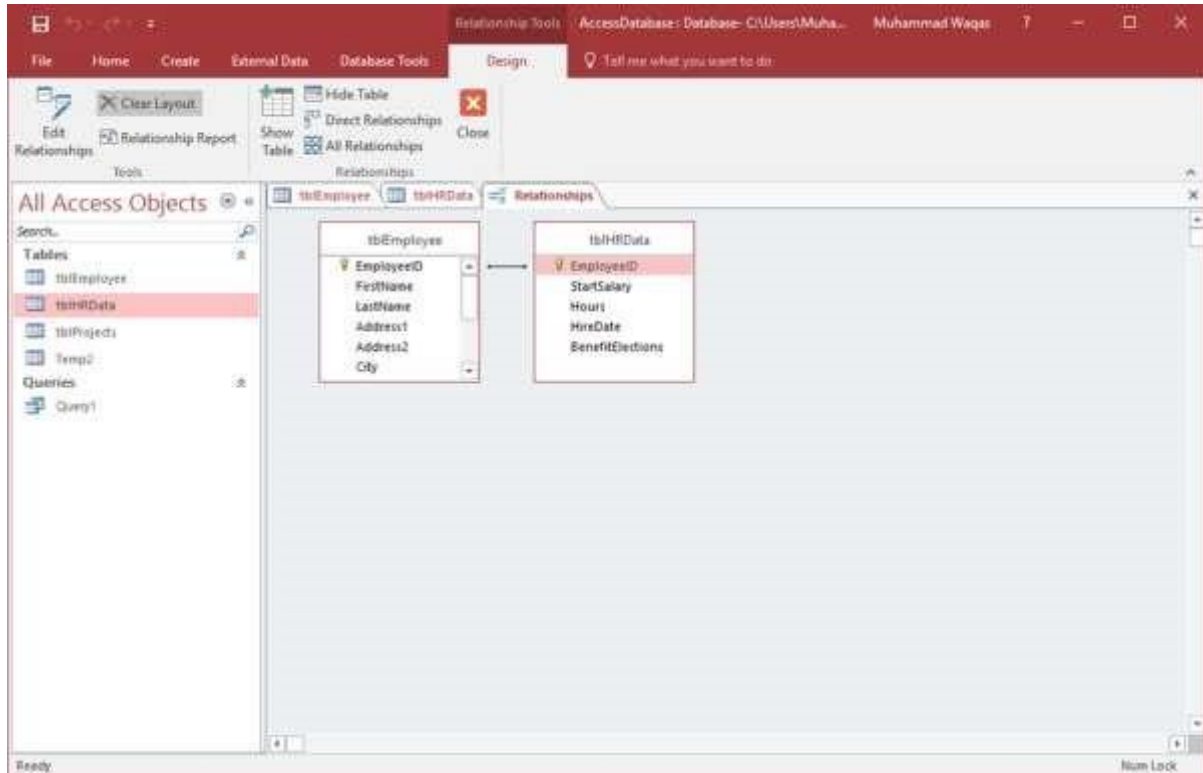 Relationship Tools
AccessDatabase : Database- C:\Users\Muha...
Muhammad Waqas
?
File
Home
Create
External Data
Database Tools
Design
Tell me what you want to do
Edit
Relationships
Clear Layout
Relationship Report
Tools
Show
Table
Hide Table
Direct Relationships
All Relationships
Relationships
Close
All Access Objects
Search...
Tables
tblEmployee
tblHRData
tblProjects
Temp2
Queries
Query1
tblEmployee
tblHRData
Relationships
tblEmployee
EmployeeID
FirstName
LastName
Address1
Address2
City
tblHRData
EmployeeID
StartSalary
Hours
HireDate
BenefitElections
Ready
Num Lock